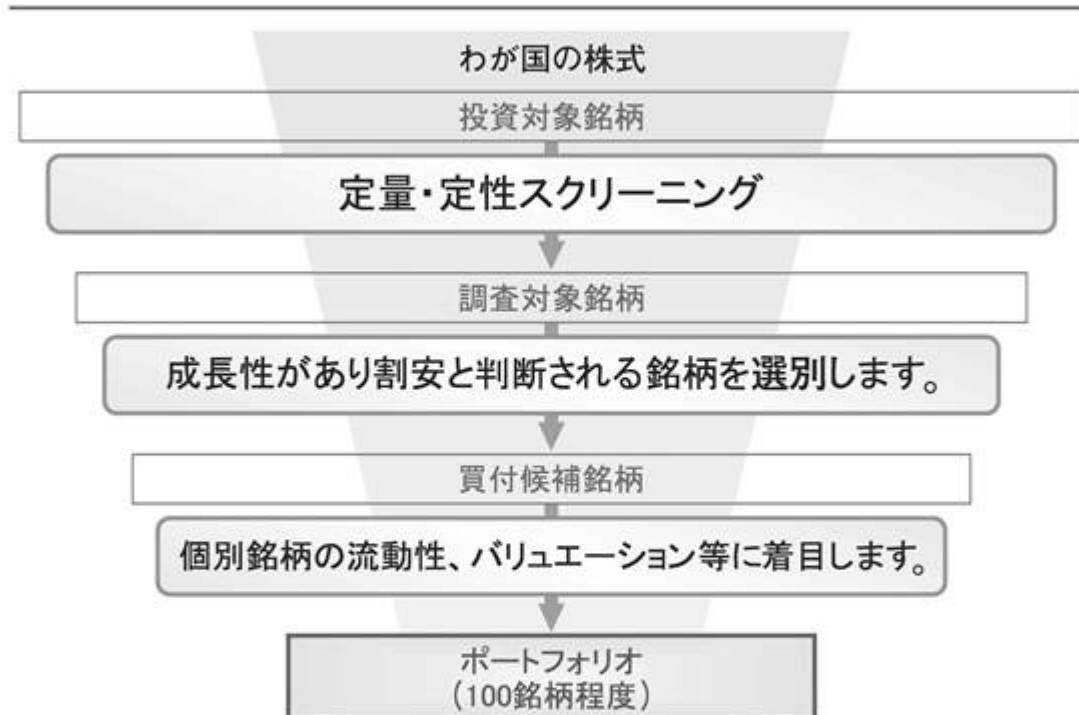 わが国の株式
投資対象銘柄
定量・定性スクリーニング
調査対象銘柄
成長性があり割安と判断される銘柄を選別します。
買付候補銘柄
個別銘柄の流動性、バリュエーション等に着目します。
ポートフォリオ
(100銘柄程度)